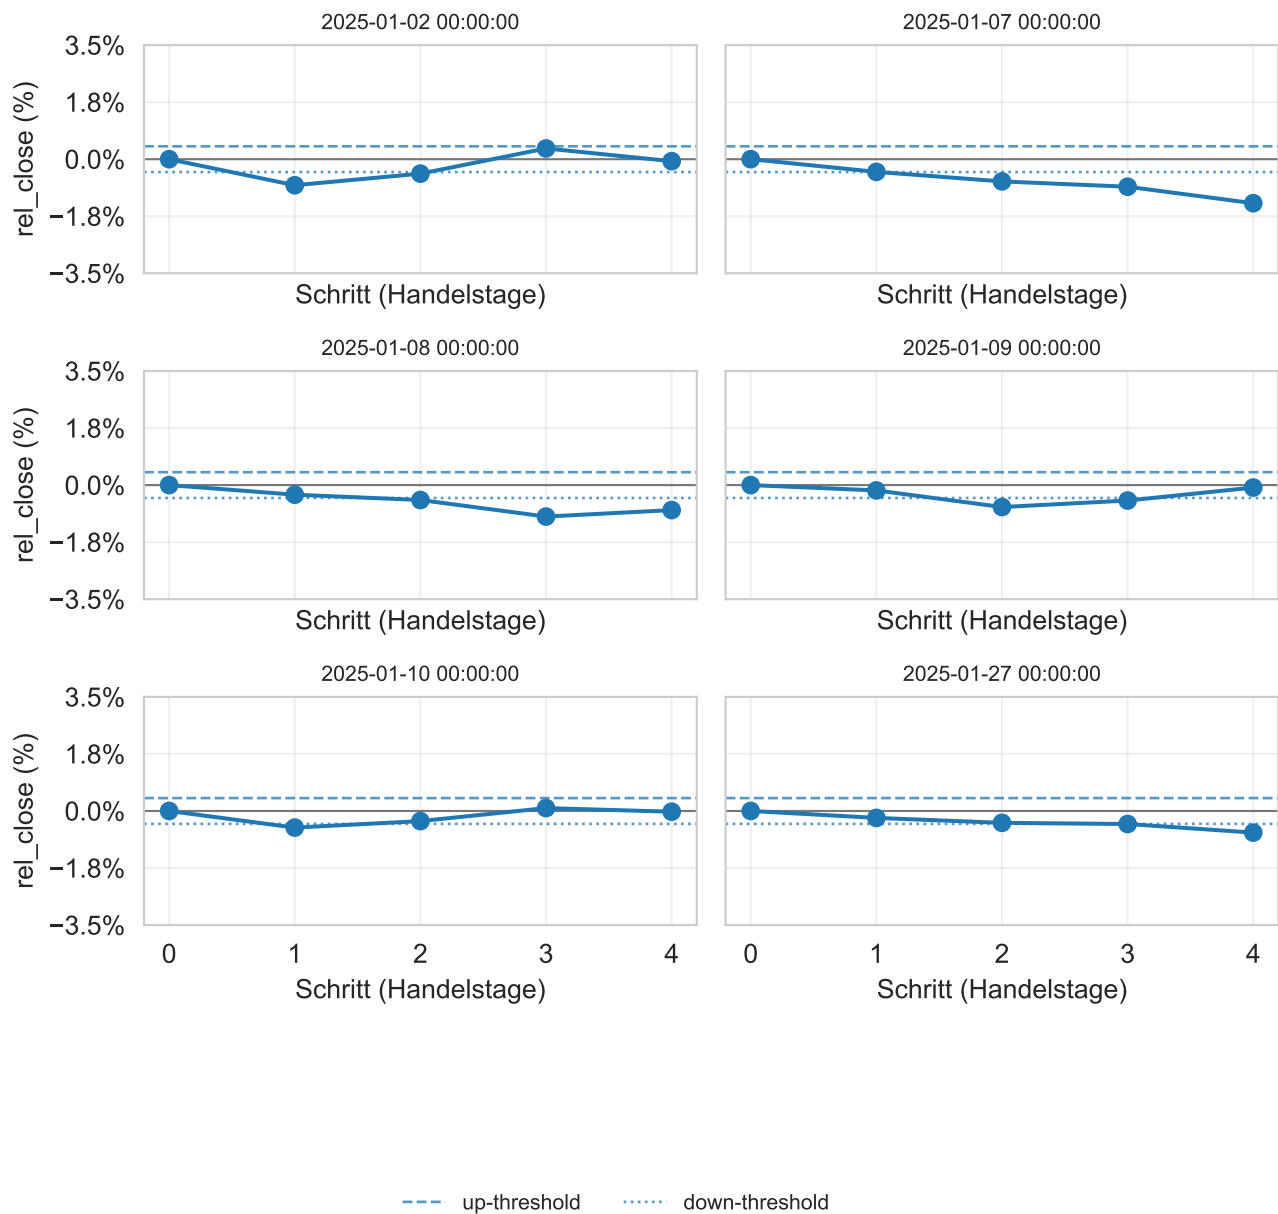 2025-01-02 00:00:00
2025-01-07 00:00:00
3.5%
1.8%
0.0%
−1.8%
−3.5%
rel_close (%)
Schritt (Handelstage)
Schritt (Handelstage)
2025-01-08 00:00:00
2025-01-09 00:00:00
3.5%
1.8%
0.0%
−1.8%
−3.5%
rel_close (%)
Schritt (Handelstage)
Schritt (Handelstage)
2025-01-10 00:00:00
2025-01-27 00:00:00
3.5%
1.8%
0.0%
−1.8%
−3.5%
rel_close (%)
0 1 2 3 4
0 1 2 3 4
Schritt (Handelstage)
Schritt (Handelstage)
up-threshold
down-threshold